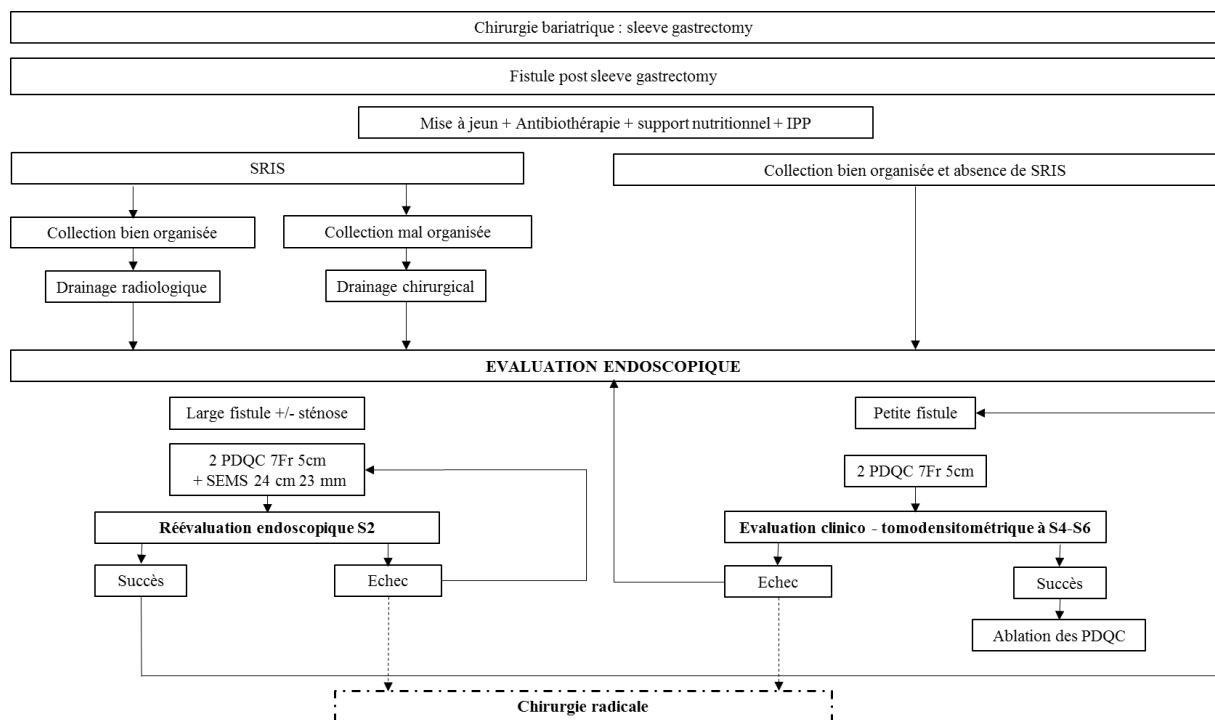 Chirurgie bariatrique : sleeve gastrectomy
Fistule post sleeve gastrectomy
Mise à jeun + Antibiothérapie + support nutritionnel + IPP
SRIS
Collection bien organisée et absence de SRIS
Collection bien organisée
Collection mal organisée
Drainage radiologique
Drainage chirurgical
EVALUATION ENDOSCOPIQUE
Large fistule +/- sténose
Petite fistule
2 PDQC 7Fr 5cm
+ SEMS 24 cm 23 mm
2 PDQC 7Fr 5cm
Réévaluation endoscopique S2
Evaluation clinico - tomodensitométrique à S4-S6
Succès
Echec
Echec
Succès
Ablation des PDQC
Chirurgie radicale